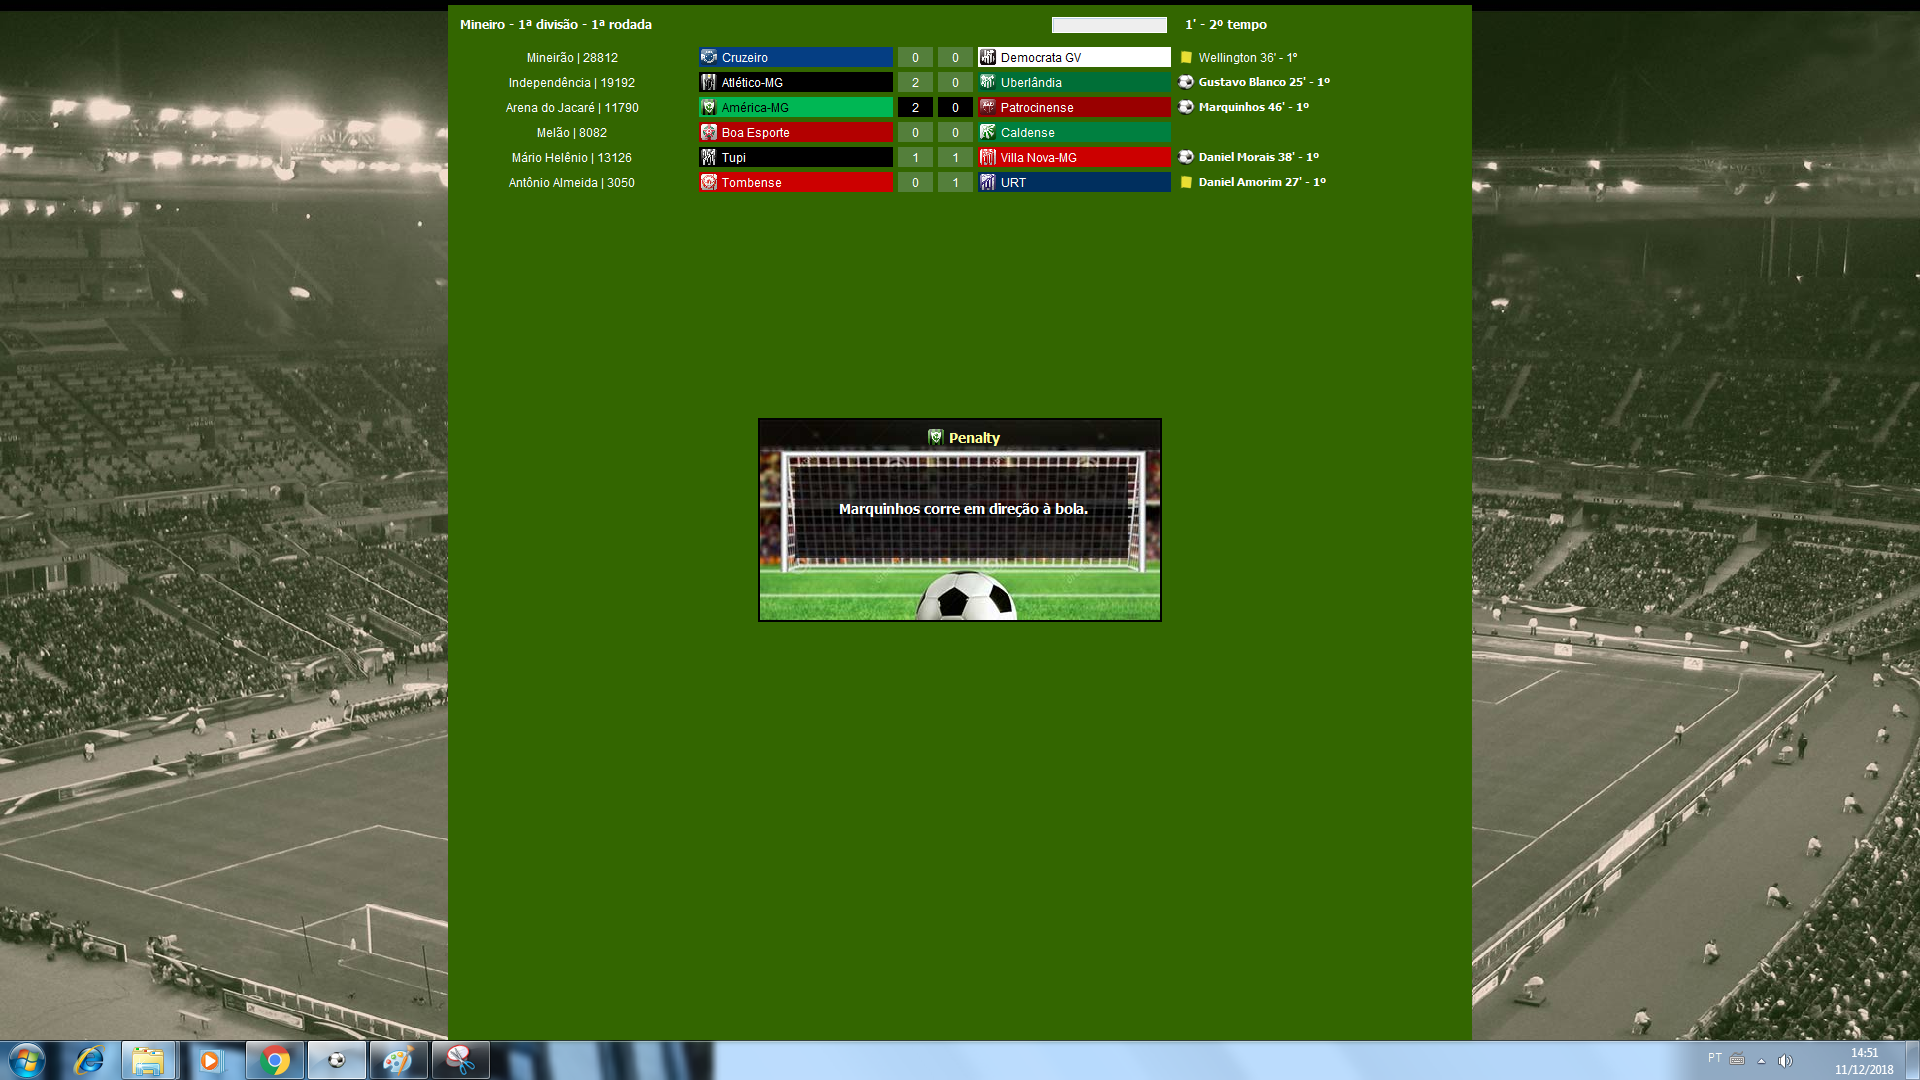 Mineiro - 1ª divisão - 1ª rodada
1' - 2º tempo
Mineirão | 28812 Cruzeiro 0 0 Democrata GV Wellington 36' - 1º
Independência | 19192 Atlético-MG 2 0 Uberlândia Gustavo Blanco 25' - 1º
Arena do Jacaré | 11790 América-MG 2 0 Patrocinense Marquinhos 46' - 1º
Melão | 8082 Boa Esporte 0 0 Caldense
Mário Helênio | 13126 Tupi 1 1 Villa Nova-MG Daniel Morais 38' - 1º
Antônio Almeida | 3050 Tombense 0 1 URT Daniel Amorim 27' - 1º
Penalty
Marquinhos corre em direção à bola.
PT
14:51
11/12/2018